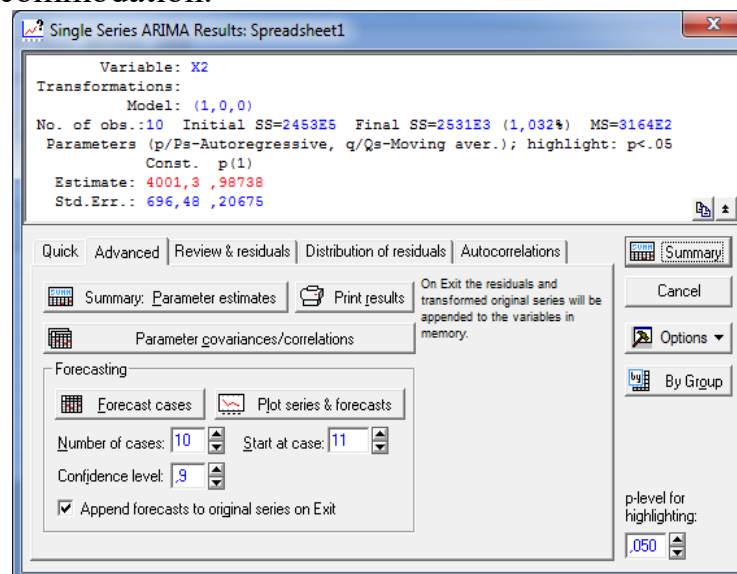 commodation.
Single Series ARIMA Results: Spreadsheet1
Variable: X2
Transformations:
Model: (1,0,0)
No. of obs.:10 Initial SS=2453E5 Final SS=2531E3 (1,032%) MS=3164E2
Parameters (p/Ps-Autoregressive, q/Qs-Moving aver.); highlight: p<.05
Const. p(1)
Estimate: 4001,3 ,98738
Std.Err.: 696,48 ,20675
Quick Advanced Review & residuals Distribution of residuals Autocorrelations
Summary
Cancel
Options
By Group
Summary: Parameter estimates
Print results
On Exit the residuals and
transformed original series will be
appended to the variables in
memory.
Parameter covariances/correlations
Forecasting
Forecast cases
Plot series & forecasts
Number of cases: 10 Start at case: 11
Confidence level: ,9
Append forecasts to original series on Exit
p-level for
highlighting:
,050